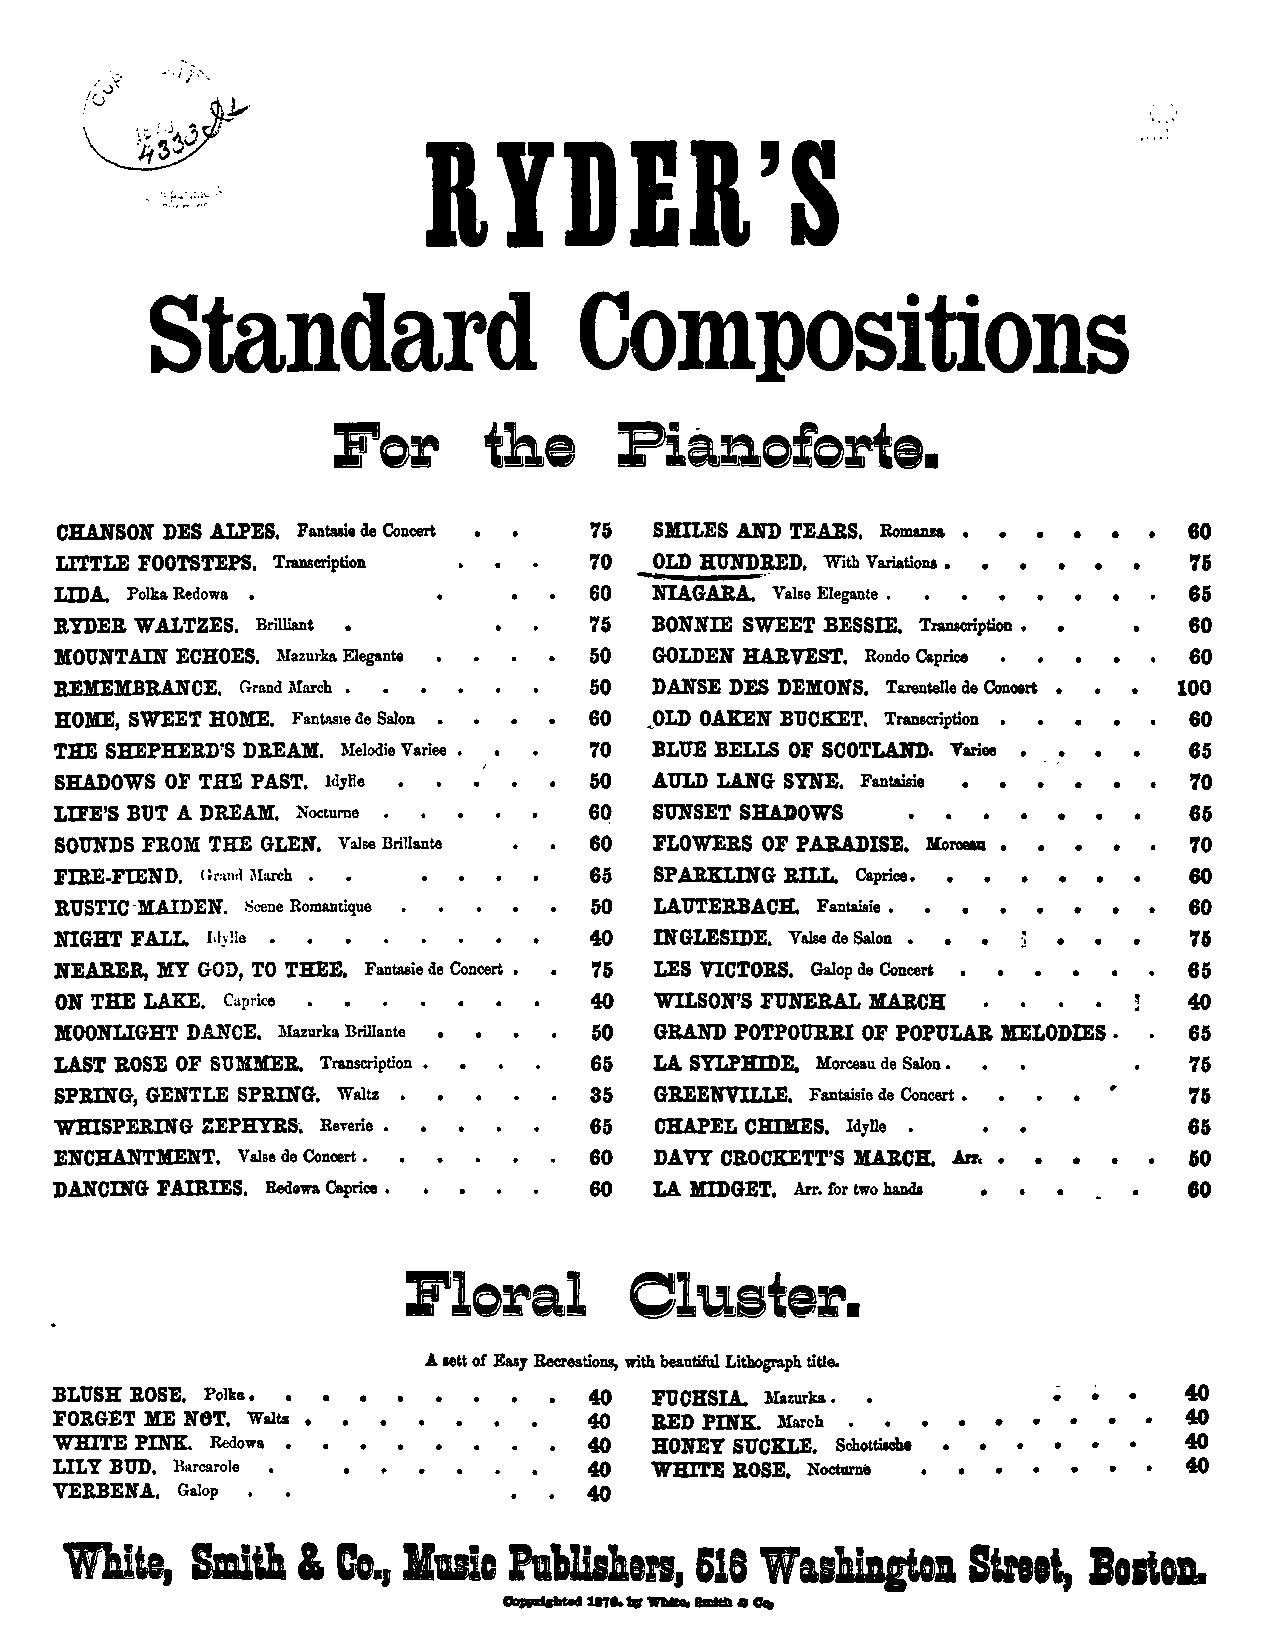 4333
RYDER'S
Standard Compositions
For the Pianoforte.
CHANSON DES ALPES. Fantasie de Concert . . 75
LITTLE FOOTSTEPS. Transcription . . . 70
LIDA. Polka Redowa . . . . 60
RYDER WALTZES. Brilliant . . . 75
MOUNTAIN ECHOES. Mazurka Elegante . . . . 50
REMEMBRANCE. Grand March . . . . . . 50
HOME, SWEET HOME. Fantasie de Salon . . . . 60
THE SHEPHERD'S DREAM. Melodie Variee . . . 70
SHADOWS OF THE PAST. Idylle . . . . . 50
LIFE'S BUT A DREAM. Nocturne . . . . . 60
SOUNDS FROM THE GLEN. Valse Brillante . . 60
FIRE-FIEND. Grand March . . . . . . 65
RUSTIC MAIDEN. Scene Romantique . . . . . 50
NIGHT FALL. Idylle . . . . . . . . 40
NEARER, MY GOD, TO THEE. Fantasie de Concert . . 75
ON THE LAKE. Caprice . . . . . . . 40
MOONLIGHT DANCE. Mazurka Brillante . . . . 50
LAST ROSE OF SUMMER. Transcription . . . . 65
SPRING, GENTLE SPRING. Waltz . . . . . 35
WHISPERING ZEPHYRS. Reverie . . . . . 65
ENCHANTMENT. Valse de Concert . . . . . . 60
DANCING FAIRIES. Redowa Caprice . . . . . 60
SMILES AND TEARS. Romanza . . . . . . 60
OLD HUNDRED. With Variations . . . . . . 75
NIAGARA. Valse Elegante . . . . . . . . 65
BONNIE SWEET BESSIE. Transcription . . . 60
GOLDEN HARVEST. Rondo Caprice . . . . . 60
DANSE DES DEMONS. Tarentelle de Concert . . . 100
OLD OAKEN BUCKET. Transcription . . . . . 60
BLUE BELLS OF SCOTLAND. Variee . . . . 65
AULD LANG SYNE. Fantaisie . . . . . . 70
SUNSET SHADOWS . . . . . . . 65
FLOWERS OF PARADISE. Morceau . . . . . 70
SPARKLING RILL. Caprice . . . . . . . 60
LAUTERBACH. Fantaisie . . . . . . . . 60
INGLESIDE. Valse de Salon . . . . . . 75
LES VICTORS. Galop de Concert . . . . . . 65
WILSON'S FUNERAL MARCH . . . . 40
GRAND POTPOURRI OF POPULAR MELODIES . . 65
LA SYLPHIDE. Morceau de Salon . . . . 75
GREENVILLE. Fantaisie de Concert . . . . 75
CHAPEL CHIMES. Idylle . . . 65
DAVY CROCKETT'S MARCH. Arr. . . . . . 50
LA MIDGET. Arr. for two hands . . . . 60
Floral Cluster.
A sett of Easy Recreations, with beautiful Lithograph title.
BLUSH ROSE. Polka . . . . . . . . . 40
FORGET ME NOT. Waltz . . . . . . . 40
WHITE PINK. Redowa . . . . . . . . 40
LILY BUD. Barcarole . . . . . . . 40
VERBENA. Galop . . . . 40
FUCHSIA. Mazurka . . . . . 40
RED PINK. March . . . . . . . . . 40
HONEY SUCKLE. Schottische . . . . . . 40
WHITE ROSE. Nocturne . . . . . . . 40
White, Smith & Co., Music Publishers, 516 Washington Street, Boston.
Copyrighted 1876, by White, Smith & Co,